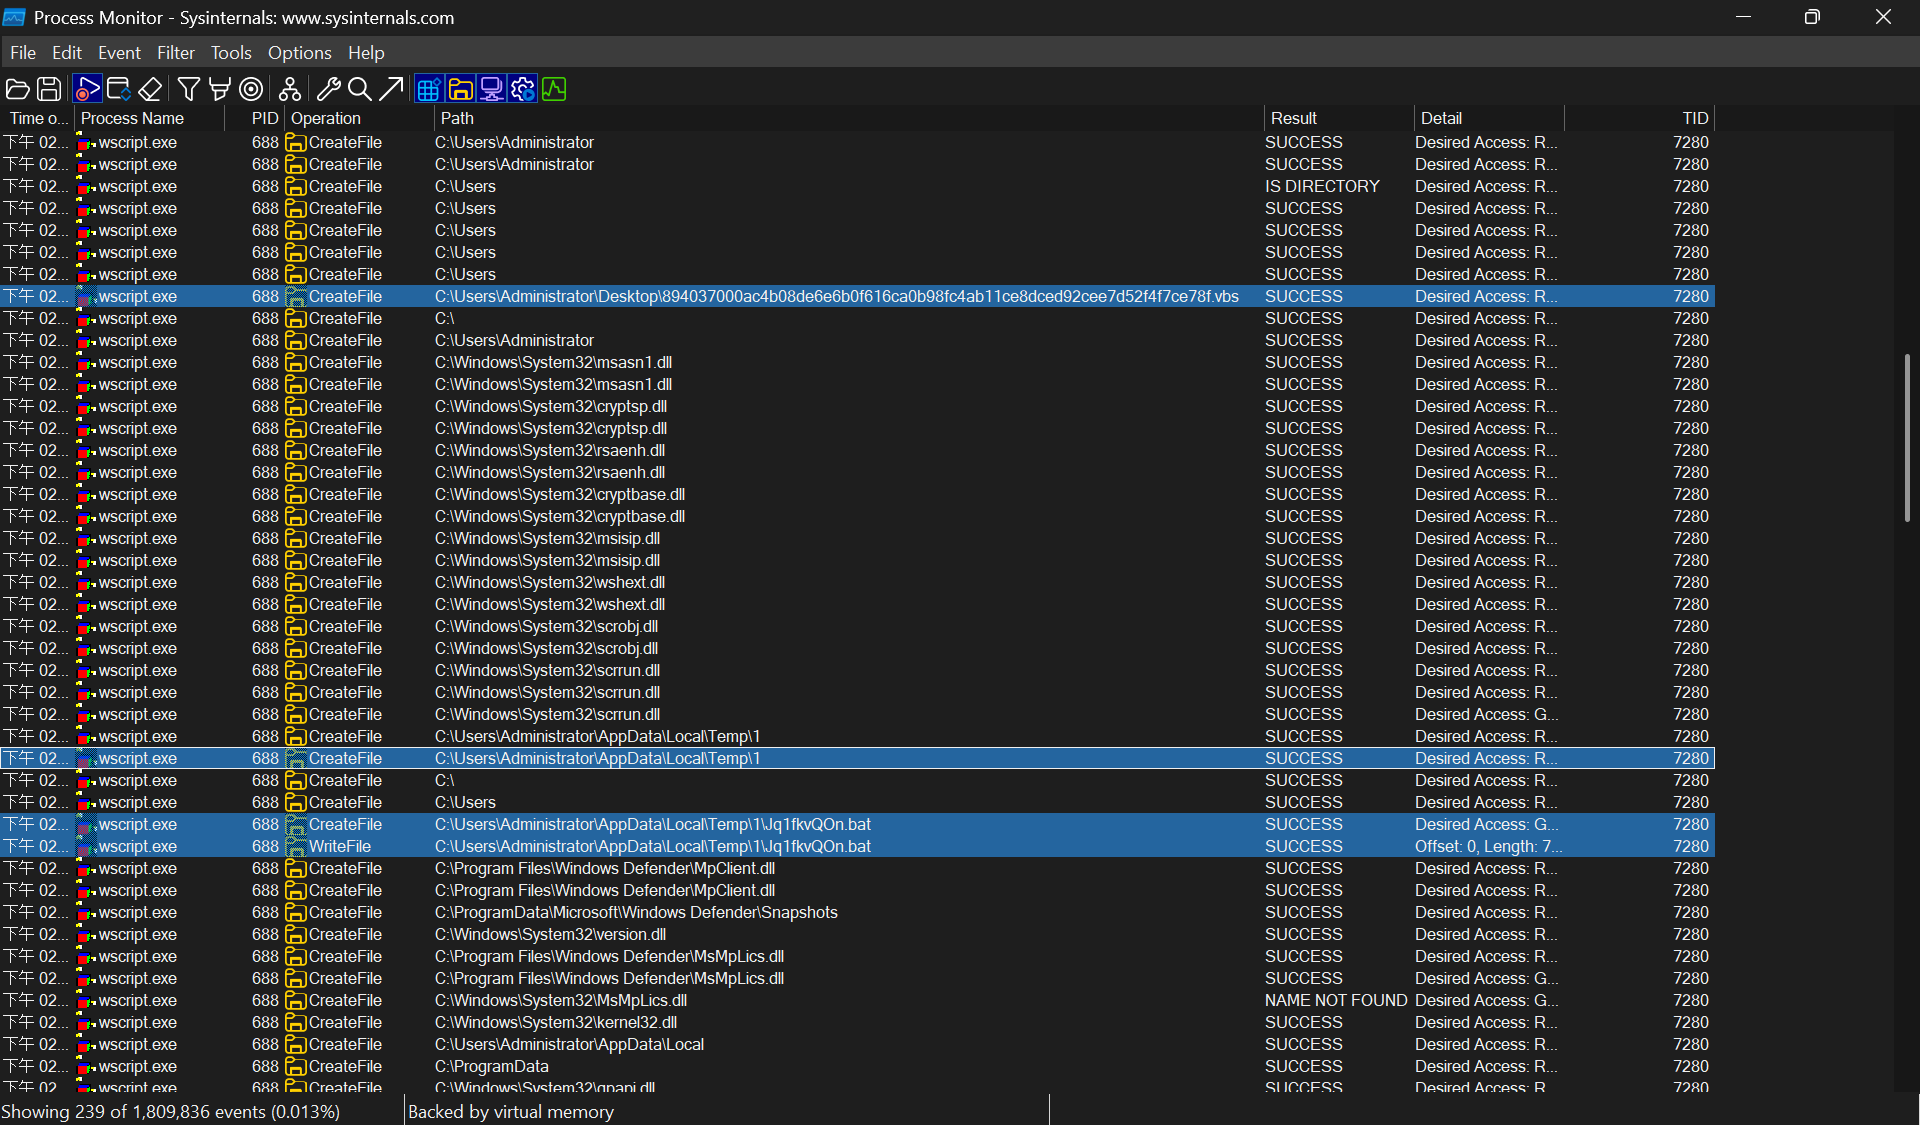 Process Monitor - Sysinternals: www.sysinternals.com
File Edit Event Filter Tools Options Help
Time o... Process Name PID Operation Path Result Detail TID
下午 02... wscript.exe 688 CreateFile C:\Users\Administrator SUCCESS Desired Access: R... 7280
下午 02... wscript.exe 688 CreateFile C:\Users\Administrator SUCCESS Desired Access: R... 7280
下午 02... wscript.exe 688 CreateFile C:\Users IS DIRECTORY Desired Access: R... 7280
下午 02... wscript.exe 688 CreateFile C:\Users SUCCESS Desired Access: R... 7280
下午 02... wscript.exe 688 CreateFile C:\Users SUCCESS Desired Access: R... 7280
下午 02... wscript.exe 688 CreateFile C:\Users SUCCESS Desired Access: R... 7280
下午 02... wscript.exe 688 CreateFile C:\Users SUCCESS Desired Access: R... 7280
下午 02... wscript.exe 688 CreateFile C:\Users\Administrator\Desktop\894037000ac4b08de6e6b0f616ca0b98fc4ab11ce8dced92cee7d52f4f7ce78f.vbs SUCCESS Desired Access: R... 7280
下午 02... wscript.exe 688 CreateFile C:\ SUCCESS Desired Access: R... 7280
下午 02... wscript.exe 688 CreateFile C:\Users\Administrator SUCCESS Desired Access: R... 7280
下午 02... wscript.exe 688 CreateFile C:\Windows\System32\msasn1.dll SUCCESS Desired Access: R... 7280
下午 02... wscript.exe 688 CreateFile C:\Windows\System32\msasn1.dll SUCCESS Desired Access: R... 7280
下午 02... wscript.exe 688 CreateFile C:\Windows\System32\cryptsp.dll SUCCESS Desired Access: R... 7280
下午 02... wscript.exe 688 CreateFile C:\Windows\System32\cryptsp.dll SUCCESS Desired Access: R... 7280
下午 02... wscript.exe 688 CreateFile C:\Windows\System32\rsaenh.dll SUCCESS Desired Access: R... 7280
下午 02... wscript.exe 688 CreateFile C:\Windows\System32\rsaenh.dll SUCCESS Desired Access: R... 7280
下午 02... wscript.exe 688 CreateFile C:\Windows\System32\cryptbase.dll SUCCESS Desired Access: R... 7280
下午 02... wscript.exe 688 CreateFile C:\Windows\System32\cryptbase.dll SUCCESS Desired Access: R... 7280
下午 02... wscript.exe 688 CreateFile C:\Windows\System32\msisip.dll SUCCESS Desired Access: R... 7280
下午 02... wscript.exe 688 CreateFile C:\Windows\System32\msisip.dll SUCCESS Desired Access: R... 7280
下午 02... wscript.exe 688 CreateFile C:\Windows\System32\wshext.dll SUCCESS Desired Access: R... 7280
下午 02... wscript.exe 688 CreateFile C:\Windows\System32\wshext.dll SUCCESS Desired Access: R... 7280
下午 02... wscript.exe 688 CreateFile C:\Windows\System32\scrobj.dll SUCCESS Desired Access: R... 7280
下午 02... wscript.exe 688 CreateFile C:\Windows\System32\scrobj.dll SUCCESS Desired Access: R... 7280
下午 02... wscript.exe 688 CreateFile C:\Windows\System32\scrrun.dll SUCCESS Desired Access: R... 7280
下午 02... wscript.exe 688 CreateFile C:\Windows\System32\scrrun.dll SUCCESS Desired Access: R... 7280
下午 02... wscript.exe 688 CreateFile C:\Windows\System32\scrrun.dll SUCCESS Desired Access: G... 7280
下午 02... wscript.exe 688 CreateFile C:\Users\Administrator\AppData\Local\Temp\1 SUCCESS Desired Access: R... 7280
下午 02... wscript.exe 688 CreateFile C:\Users\Administrator\AppData\Local\Temp\1 SUCCESS Desired Access: R... 7280
下午 02... wscript.exe 688 CreateFile C:\ SUCCESS Desired Access: R... 7280
下午 02... wscript.exe 688 CreateFile C:\Users SUCCESS Desired Access: R... 7280
下午 02... wscript.exe 688 CreateFile C:\Users\Administrator\AppData\Local\Temp\1\Jq1fkvQOn.bat SUCCESS Desired Access: G... 7280
下午 02... wscript.exe 688 WriteFile C:\Users\Administrator\AppData\Local\Temp\1\Jq1fkvQOn.bat SUCCESS Offset: 0, Length: 7... 7280
下午 02... wscript.exe 688 CreateFile C:\Program Files\Windows Defender\MpClient.dll SUCCESS Desired Access: R... 7280
下午 02... wscript.exe 688 CreateFile C:\Program Files\Windows Defender\MpClient.dll SUCCESS Desired Access: R... 7280
下午 02... wscript.exe 688 CreateFile C:\ProgramData\Microsoft\Windows Defender\Snapshots SUCCESS Desired Access: R... 7280
下午 02... wscript.exe 688 CreateFile C:\Windows\System32\version.dll SUCCESS Desired Access: R... 7280
下午 02... wscript.exe 688 CreateFile C:\Program Files\Windows Defender\MsMpLics.dll SUCCESS Desired Access: R... 7280
下午 02... wscript.exe 688 CreateFile C:\Program Files\Windows Defender\MsMpLics.dll SUCCESS Desired Access: G... 7280
下午 02... wscript.exe 688 CreateFile C:\Windows\System32\MsMpLics.dll NAME NOT FOUND Desired Access: G... 7280
下午 02... wscript.exe 688 CreateFile C:\Windows\System32\kernel32.dll SUCCESS Desired Access: R... 7280
下午 02... wscript.exe 688 CreateFile C:\Users\Administrator\AppData\Local SUCCESS Desired Access: R... 7280
下午 02... wscript.exe 688 CreateFile C:\ProgramData SUCCESS Desired Access: R... 7280
下午 02 wscript.exe 688 CreateFile C:\Windows\System32\gpapi.dll SUCCESS Desired Access: R 7280
Showing 239 of 1,809,836 events (0.013%) Backed by virtual memory